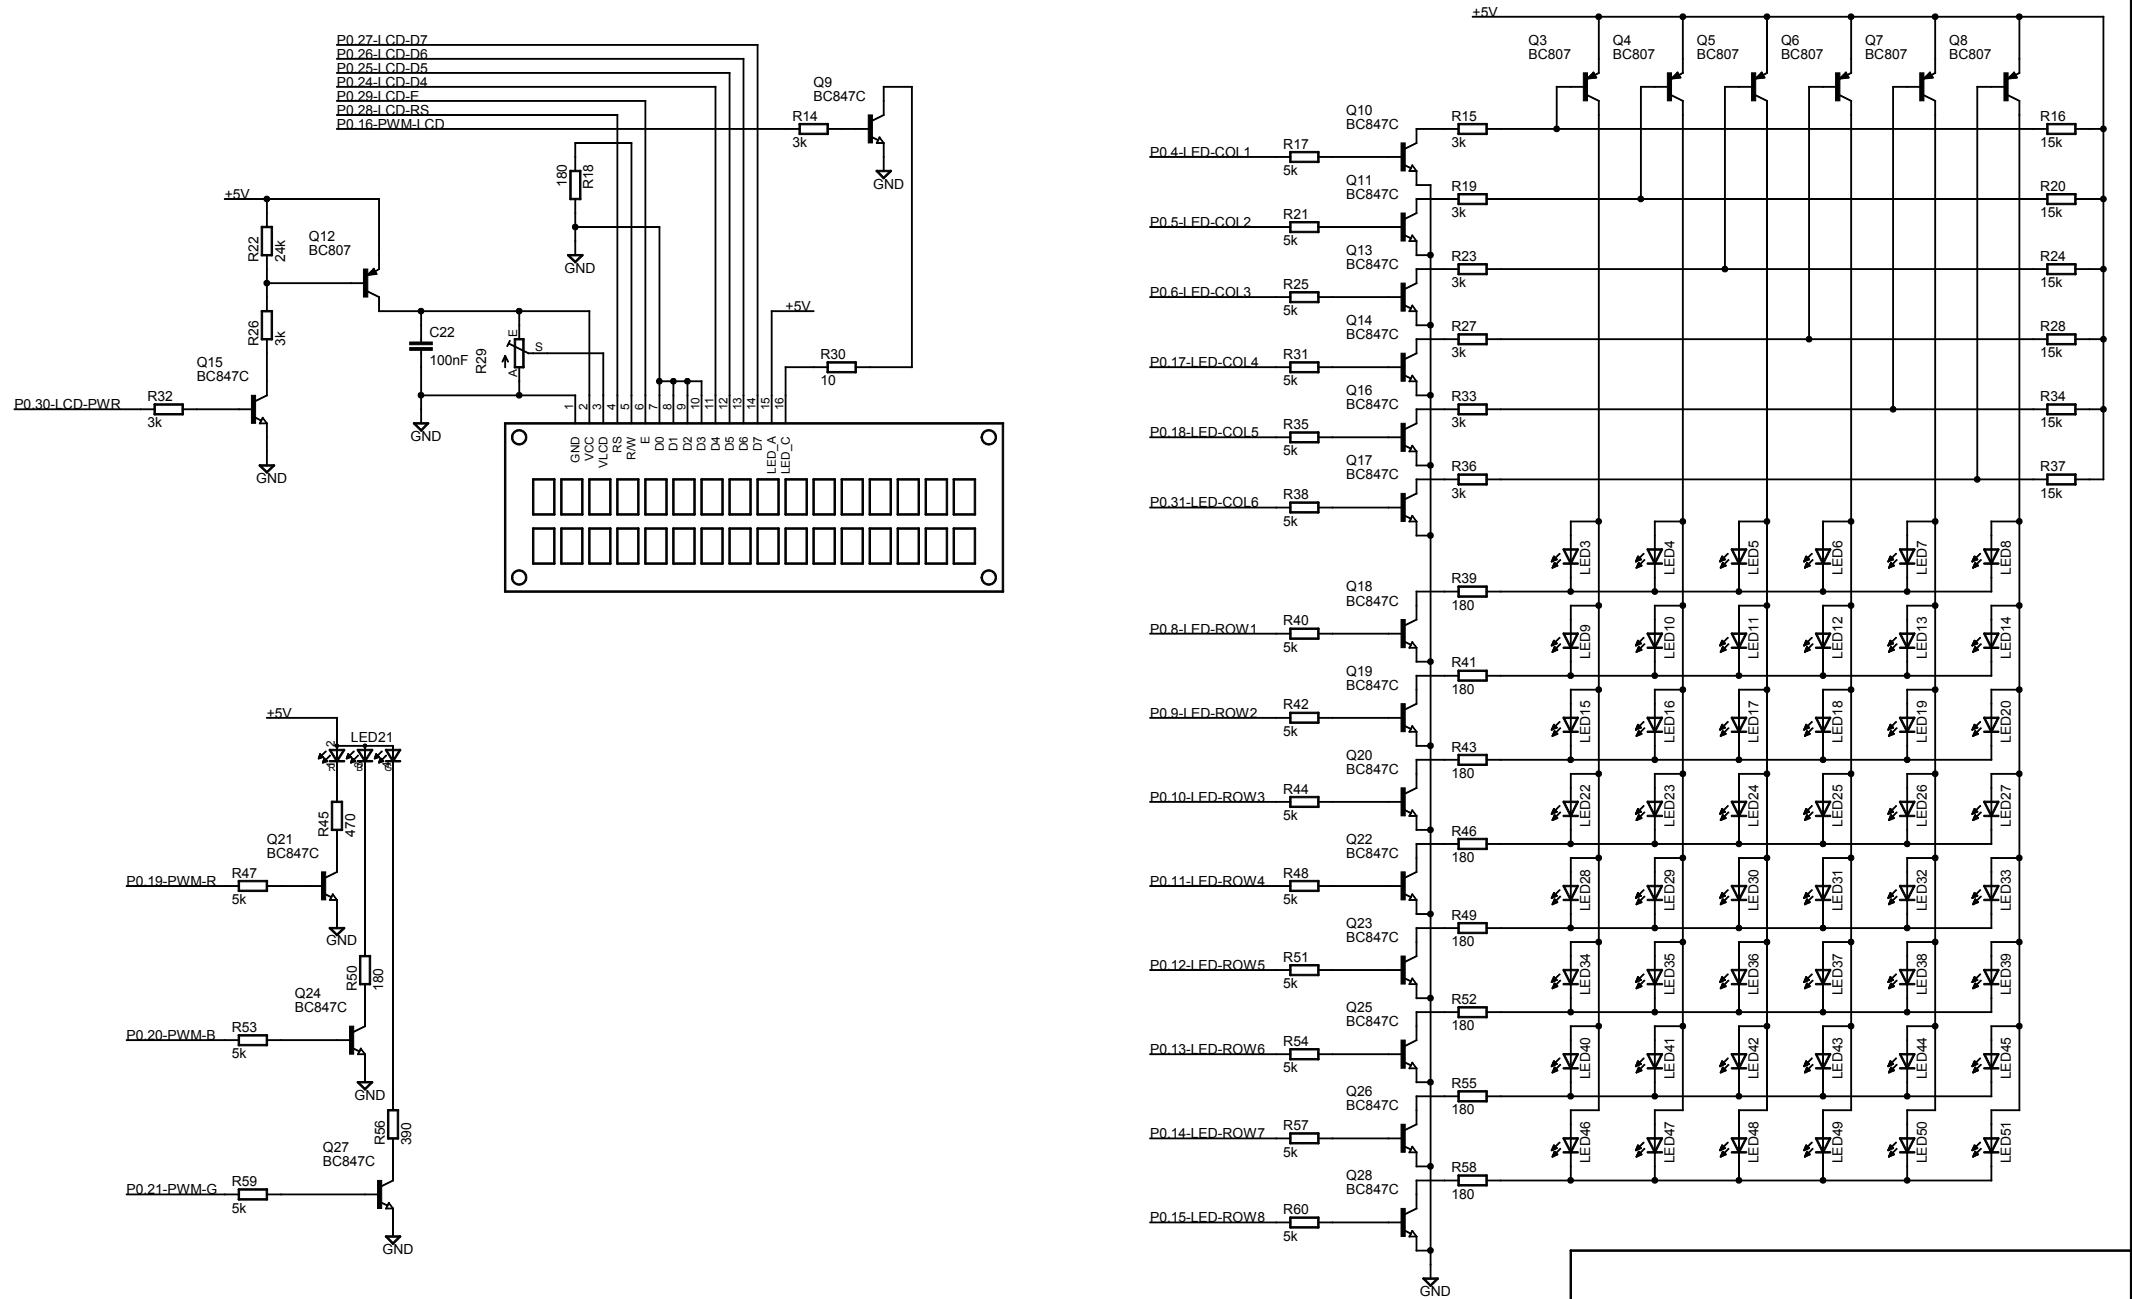 P0.27-LCD-D7
P0.26-LCD-D6
P0.25-LCD-D5
P0.24-LCD-D4
P0.29-LCD-E
P0.28-LCD-RS
P0.16-PWM-LCD
R14
3k
Q9
BC847C
GND
180
R18
GND
+5V
R22
24k
Q12
BC807
R26
3k
Q15
BC847C
P0.30-LCD-PWR
R32
3k
GND
C22
100nF
GND
R29
E
S
A
+5V
R30
10
1
2
3
4
5
6
7
8
9
10
11
12
13
14
15
16
GND
VCC
VLCD
RS
R/W
E
D0
D1
D2
D3
D4
D5
D6
D7
LED_A
LED_C
+5V
LED21
2
R45
470
Q21
BC847C
P0.19-PWM-R
R47
5k
GND
R50
180
Q24
BC847C
P0.20-PWM-B
R53
5k
GND
R56
390
Q27
BC847C
P0.21-PWM-G
R59
5k
GND
+5V
Q3
BC807
Q4
BC807
Q5
BC807
Q6
BC807
Q7
BC807
Q8
BC807
Q10
BC847C
R15
3k
R16
15k
P0.4-LED-COL1
R17
5k
Q11
BC847C
R19
3k
R20
15k
P0.5-LED-COL2
R21
5k
Q13
BC847C
R23
3k
R24
15k
P0.6-LED-COL3
R25
5k
Q14
BC847C
R27
3k
R28
15k
P0.17-LED-COL4
R31
5k
Q16
BC847C
R33
3k
R34
15k
P0.18-LED-COL5
R35
5k
Q17
BC847C
R36
3k
R37
15k
P0.31-LED-COL6
R38
5k
LED3
LED4
LED5
LED6
LED7
LED8
Q18
BC847C
R39
180
P0.8-LED-ROW1
R40
5k
LED9
LED10
LED11
LED12
LED13
LED14
Q19
BC847C
R41
180
P0.9-LED-ROW2
R42
5k
LED15
LED16
LED17
LED18
LED19
LED20
Q20
BC847C
R43
180
P0.10-LED-ROW3
R44
5k
LED22
LED23
LED24
LED25
LED26
LED27
Q22
BC847C
R46
180
P0.11-LED-ROW4
R48
5k
LED28
LED29
LED30
LED31
LED32
LED33
Q23
BC847C
R49
180
P0.12-LED-ROW5
R51
5k
LED34
LED35
LED36
LED37
LED38
LED39
Q25
BC847C
R52
180
P0.13-LED-ROW6
R54
5k
LED40
LED41
LED42
LED43
LED44
LED45
Q26
BC847C
R55
180
P0.14-LED-ROW7
R57
5k
LED46
LED47
LED48
LED49
LED50
LED51
Q28
BC847C
R58
180
P0.15-LED-ROW8
R60
5k
GND